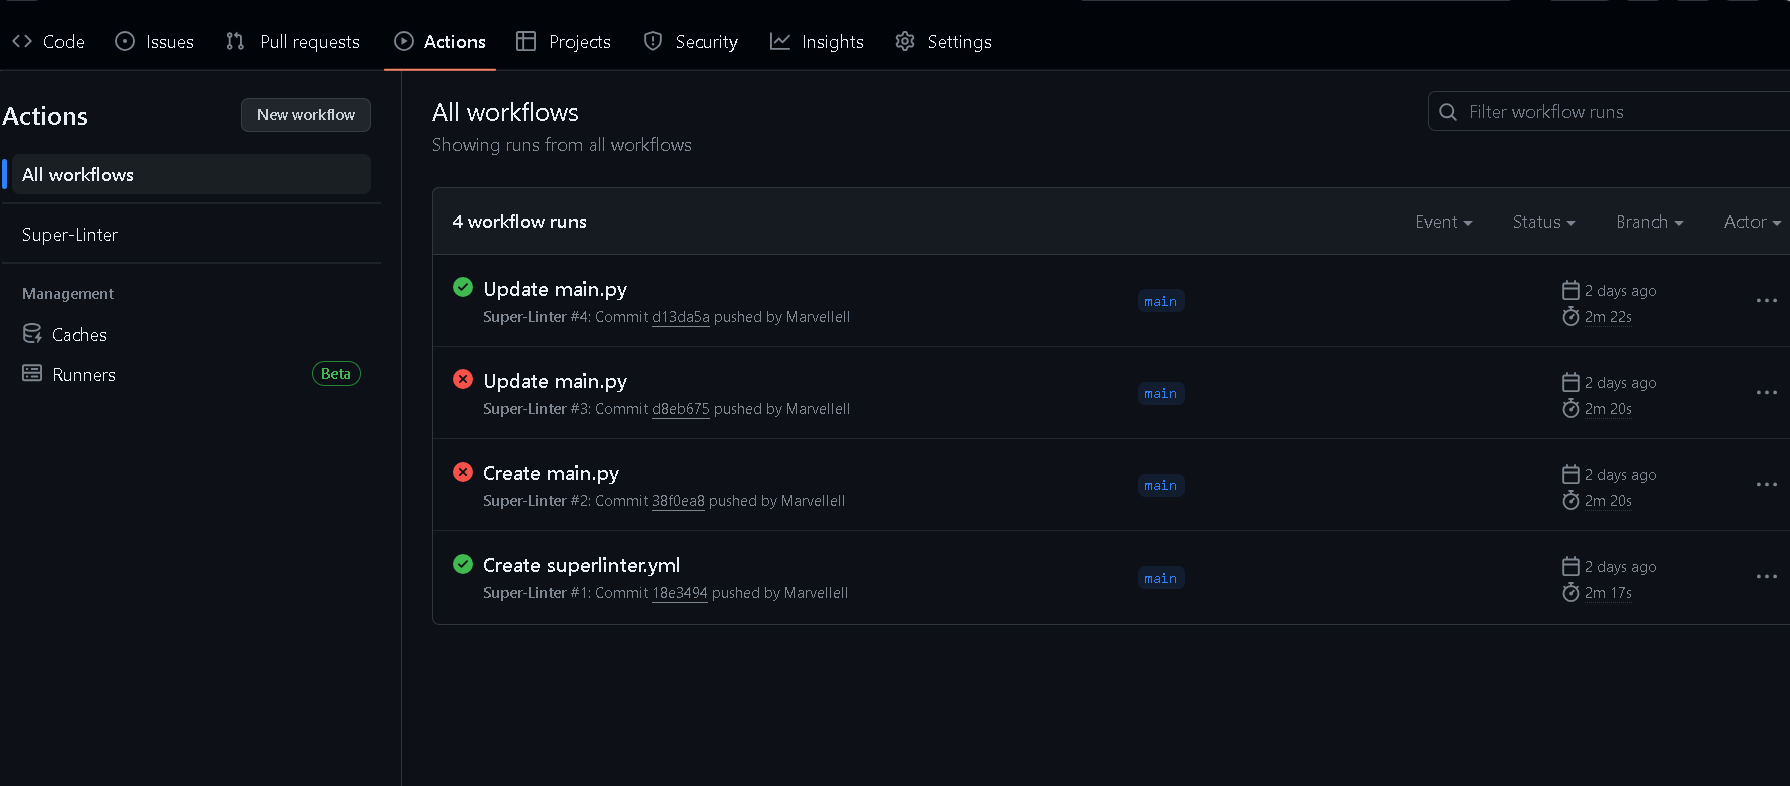 Code Issues Pull requests Actions Projects Security Insights Settings
Actions
New workflow
All workflows
Super-Linter
Management
Caches
Runners Beta
All workflows
Showing runs from all workflows
Filter workflow runs
4 workflow runs
Event Status Branch Actor
Update main.py
Super-Linter #4: Commit d13da5a pushed by Marvellell
main
2 days ago
2m 22s
Update main.py
Super-Linter #3: Commit d8eb675 pushed by Marvellell
main
2 days ago
2m 20s
Create main.py
Super-Linter #2: Commit 38f0ea8 pushed by Marvellell
main
2 days ago
2m 20s
Create superlinter.yml
Super-Linter #1: Commit 18e3494 pushed by Marvellell
main
2 days ago
2m 17s